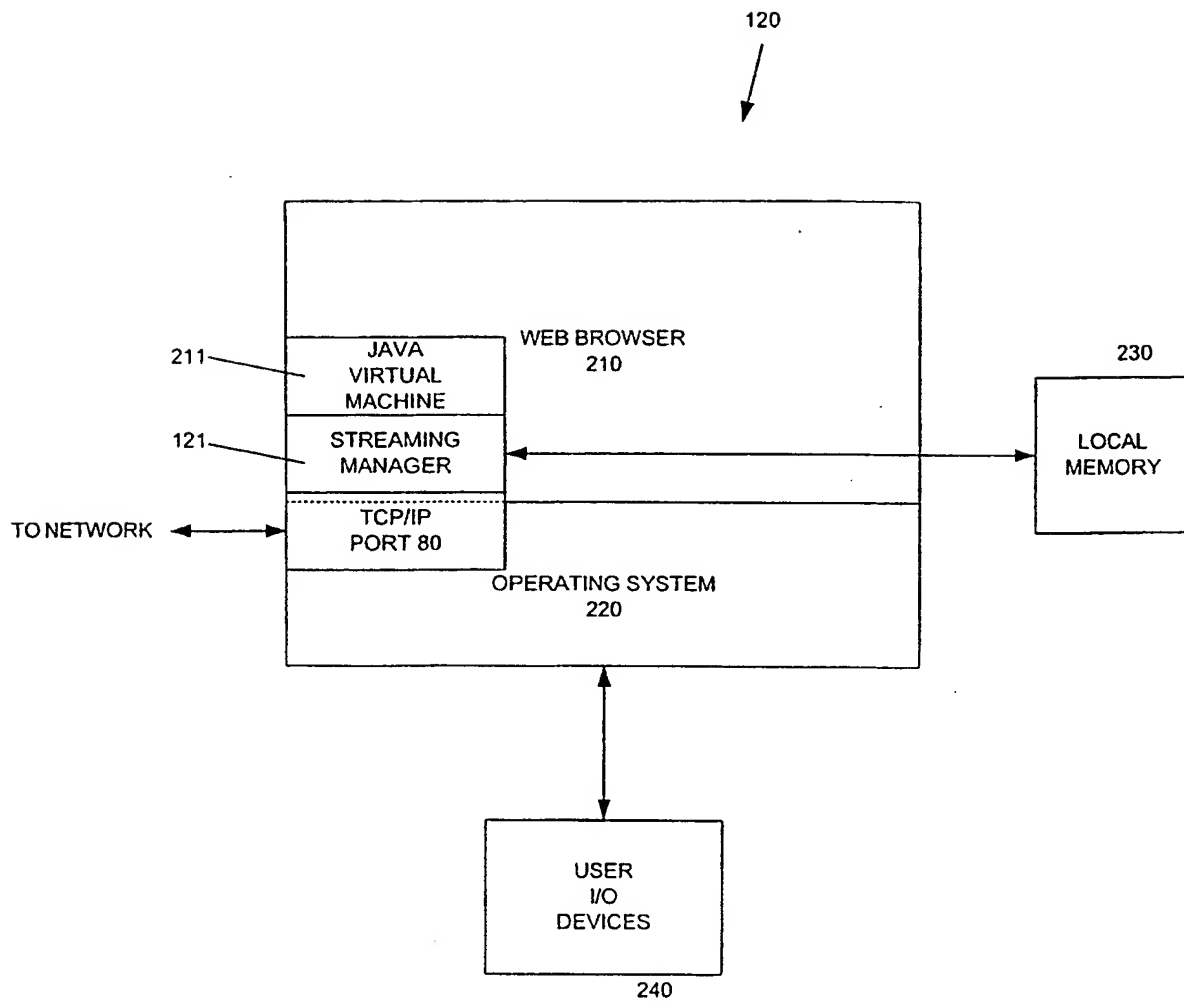 120
WEB BROWSER
210
211
JAVA
VIRTUAL
MACHINE
230
121
STREAMING
MANAGER
LOCAL
MEMORY
TO NETWORK
TCP/IP
PORT 80
OPERATING SYSTEM
220
USER
I/O
DEVICES
240